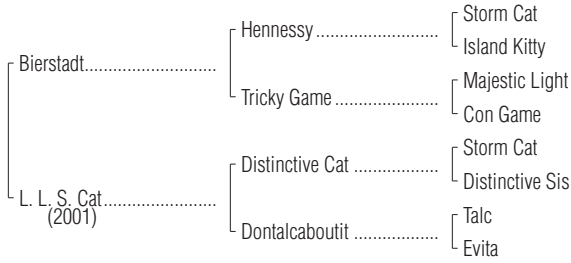 Storm Cat
Hennessy
Island Kitty
Bierstadt
Majestic Light
Tricky Game
Con Game
Storm Cat
Distinctive Cat
Distinctive Sis
L. L. S. Cat
(2001)
Talc
Dontalcaboutit
Evita